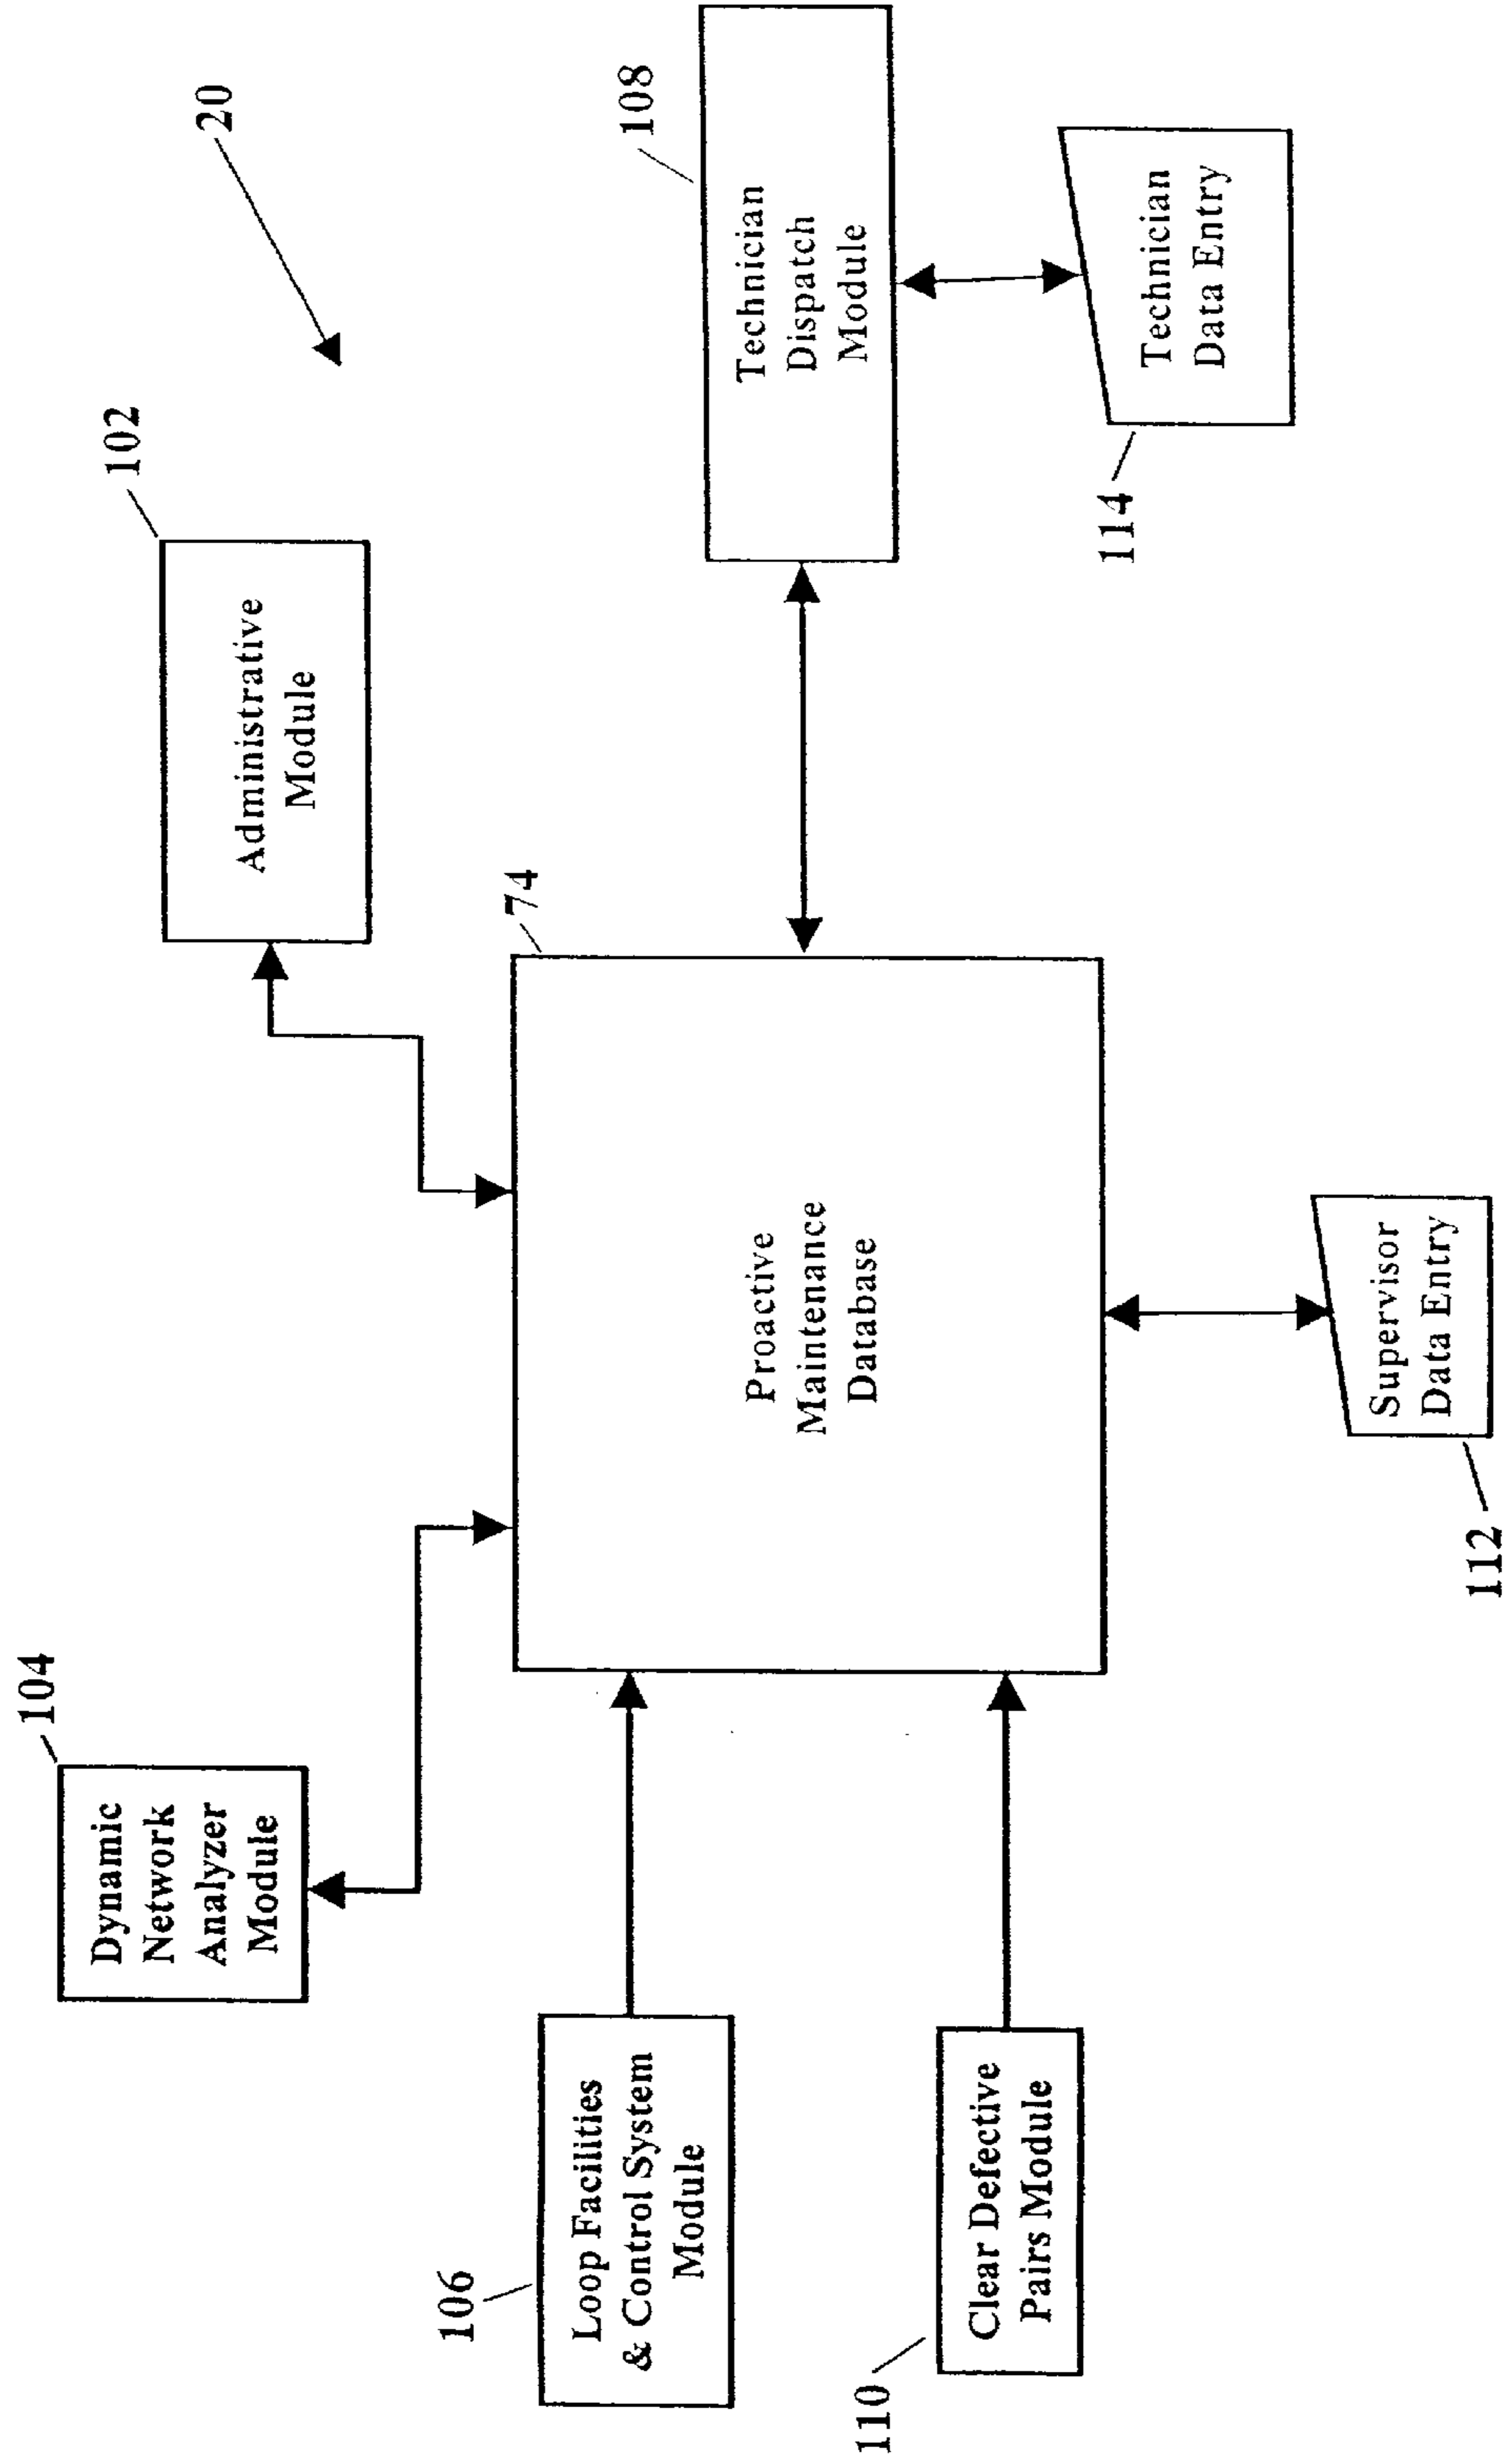 20
104
Dynamic
Network
Analyzer
Module
102
Administrative
Module
106
Loop Facilities
& Control System
Module
74
Proactive
Maintenance
Database
108
Technician
Dispatch
Module
110
Clear Defective
Pairs Module
112
Supervisor
Data Entry
114
Technician
Data Entry